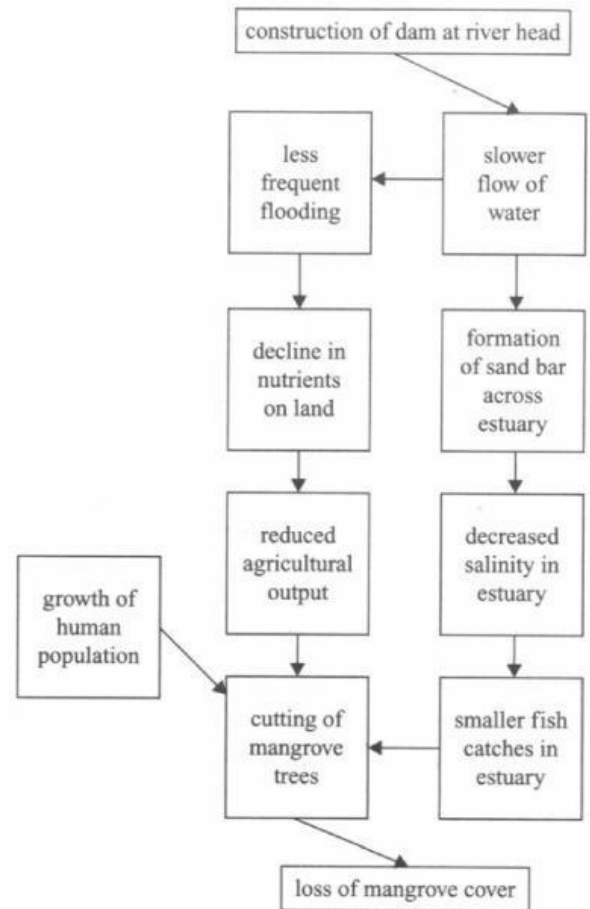 construction of dam at river head
less
frequent
flooding
slower
flow of
water
decline in
nutrients
on land
formation
of sand bar
across
estuary
reduced
agricultural
output
decreased
salinity in
estuary
growth of
human
population
cutting of
mangrove
trees
smaller fish
catches in
estuary
loss of mangrove cover